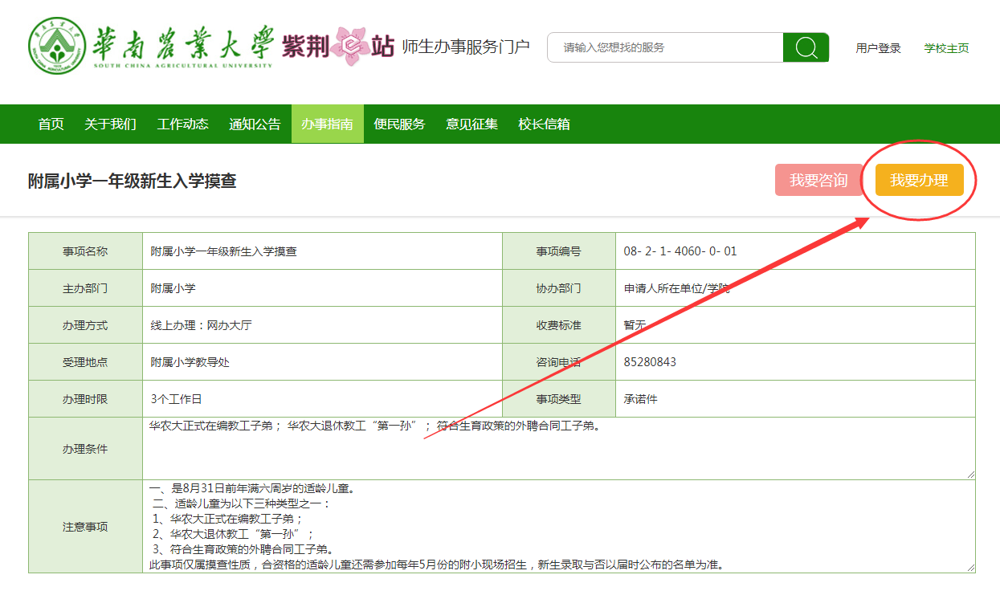 華南農業大學
SOUTH CHINA AGRICULTURAL UNIVERSITY
紫荆e站 师生办事服务门户
请输入您想找的服务
用户登录 学校主页
首页 关于我们 工作动态 通知公告 办事指南 便民服务 意见征集 校长信箱
附属小学一年级新生入学摸查
我要咨询 我要办理
事项名称 附属小学一年级新生入学摸查 事项编号 08- 2- 1- 4060- 0- 01
主办部门 附属小学 协办部门 申请人所在单位/学院
办理方式 线上办理：网办大厅 收费标准 暂无
受理地点 附属小学教导处 咨询电话 85280843
办理时限 3个工作日 事项类型 承诺件
办理条件 华农大正式在编教工子弟； 华农大退休教工“第一孙” ； 符合生育政策的外聘合同工子弟。
注意事项
一、是8月31日前年满六周岁的适龄儿童。
二、适龄儿童为以下三种类型之一：
1、华农大正式在编教工子弟；
2、华农大退休教工“第一孙” ；
3、符合生育政策的外聘合同工子弟。
此事项仅属摸查性质，合资格的适龄儿童还需参加每年5月份的附小现场招生，新生录取与否以届时公布的名单为准。